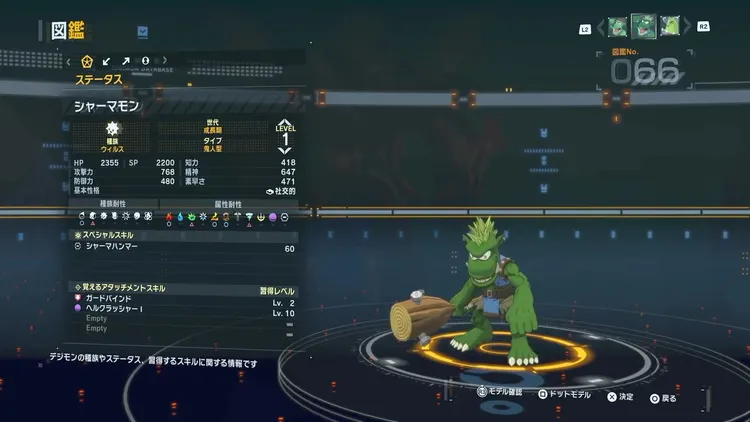 図鑑
L2
R2
図鑑No.
066
ステータス
シャーマモン
種族
ウイルス
世代
成長期
タイプ
鬼人型
LEVEL
1
HP 2355 SP 2200 知力 418
攻撃力 768 精神 647
防御力 480 素早さ 471
基本性格 社交的
種族耐性 属性耐性
スペシャルスキル
シャーマハンマー 60
覚えるアタッチメントスキル 習得レベル
ガードバインド Lv. 2
ヘルクラッシャーI Lv. 10
Empty
Empty
デジモンの種族やステータス、習得するスキルに関する情報です
R3 モデル確認 ドットモデル 決定 戻る